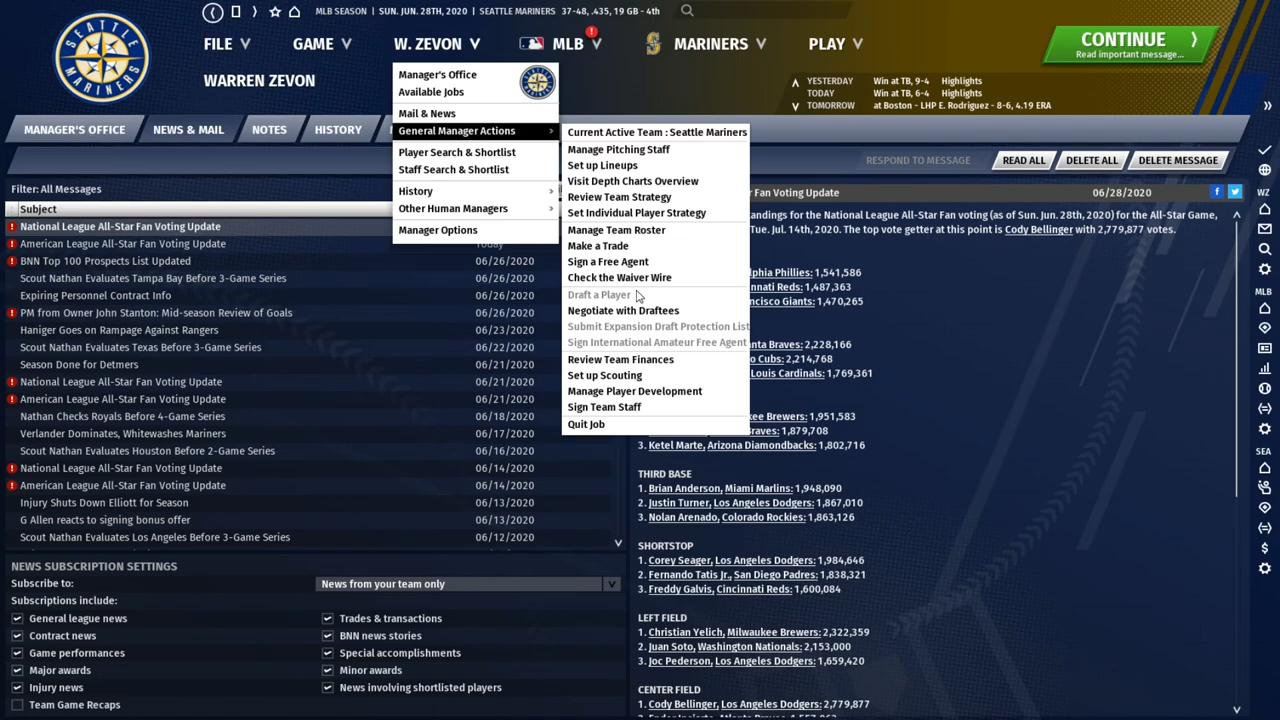 MLB SEASON | SUN. JUN. 28TH, 2020 | SEATTLE MARINERS 37-48, .435, 19 GB - 4th
SEATTLE MARINERS
FILE
GAME
W. ZEVON
MLB
MARINERS
PLAY
CONTINUE
Read important message...
WARREN ZEVON
YESTERDAY Win at TB, 9-4 Highlights
TODAY Win at TB, 6-4 Highlights
TOMORROW at Boston - LHP E. Rodriguez - 8-6, 4.19 ERA
MANAGER'S OFFICE
NEWS & MAIL
NOTES
HISTORY
Manager's Office
Available Jobs
Mail & News
General Manager Actions
Player Search & Shortlist
Staff Search & Shortlist
History
Other Human Managers
Manager Options
Current Active Team : Seattle Mariners
Manage Pitching Staff
Set up Lineups
Visit Depth Charts Overview
Review Team Strategy
Set Individual Player Strategy
Manage Team Roster
Make a Trade
Sign a Free Agent
Check the Waiver Wire
Draft a Player
Negotiate with Draftees
Submit Expansion Draft Protection List
Sign International Amateur Free Agent
Review Team Finances
Set up Scouting
Manage Player Development
Sign Team Staff
Quit Job
RESPOND TO MESSAGE
READ ALL
DELETE ALL
DELETE MESSAGE
Filter: All Messages
Subject
National League All-Star Fan Voting Update
American League All-Star Fan Voting Update Today
BNN Top 100 Prospects List Updated 06/26/2020
Scout Nathan Evaluates Tampa Bay Before 3-Game Series 06/26/2020
Expiring Personnel Contract Info 06/26/2020
PM from Owner John Stanton: Mid-season Review of Goals 06/26/2020
Haniger Goes on Rampage Against Rangers 06/23/2020
Scout Nathan Evaluates Texas Before 3-Game Series 06/22/2020
Season Done for Detmers 06/21/2020
National League All-Star Fan Voting Update 06/21/2020
American League All-Star Fan Voting Update 06/21/2020
Nathan Checks Royals Before 4-Game Series 06/18/2020
Verlander Dominates, Whitewashes Mariners 06/17/2020
Scout Nathan Evaluates Houston Before 2-Game Series 06/16/2020
National League All-Star Fan Voting Update 06/14/2020
American League All-Star Fan Voting Update 06/14/2020
Injury Shuts Down Elliott for Season 06/13/2020
G Allen reacts to signing bonus offer 06/13/2020
Scout Nathan Evaluates Los Angeles Before 3-Game Series 06/12/2020
NEWS SUBSCRIPTION SETTINGS
Subscribe to: News from your team only
Subscriptions include:
General league news Trades & transactions
Contract news BNN news stories
Game performances Special accomplishments
Major awards Minor awards
Injury news News involving shortlisted players
Team Game Recaps
r Fan Voting Update 06/28/2020
ndings for the National League All-Star Fan voting (as of Sun. Jun. 28th, 2020) for the All-Star Game,
Tue. Jul. 14th, 2020. The top vote getter at this point is Cody Bellinger with 2,779,877 votes.
lphia Phillies: 1,541,586
nnati Reds: 1,487,363
ncisco Giants: 1,470,265
nta Braves: 2,228,166
o Cubs: 2,214,768
Louis Cardinals: 1,769,361
kee Brewers: 1,951,583
raves: 1,879,708
3. Ketel Marte, Arizona Diamondbacks: 1,802,716
THIRD BASE
1. Brian Anderson, Miami Marlins: 1,948,090
2. Justin Turner, Los Angeles Dodgers: 1,867,010
3. Nolan Arenado, Colorado Rockies: 1,863,126
SHORTSTOP
1. Corey Seager, Los Angeles Dodgers: 1,984,646
2. Fernando Tatis Jr., San Diego Padres: 1,838,321
3. Freddy Galvis, Cincinnati Reds: 1,600,084
LEFT FIELD
1. Christian Yelich, Milwaukee Brewers: 2,322,359
2. Juan Soto, Washington Nationals: 2,153,000
3. Joc Pederson, Los Angeles Dodgers: 1,659,420
CENTER FIELD
1. Cody Bellinger, Los Angeles Dodgers: 2,779,877
WZ
MLB
SEA